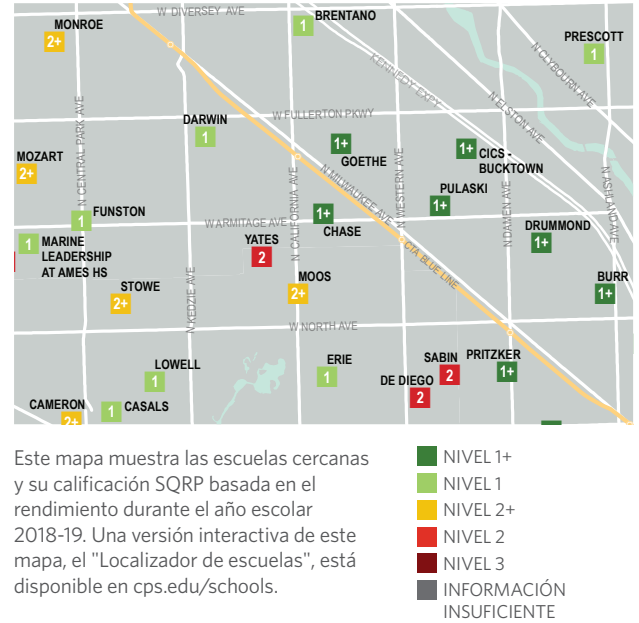 W DIVERSEY AVE
BRENTANO
1
MONROE
2+
PRESCOTT
1
N CLYBOURN AVE
KENNEDY EXPY
N ELSTON AVE
W FULLERTON PKWY
DARWIN
1
1+
GOETHE
1+
CICS -
BUCKTOWN
MOZART
2+
N CENTRAL PARK AVE
N CALIFORNIA AVE
N MILWAUKEE AVE
N WESTERN AVE
N DAMEN AVE
N ASHLAND AVE
PULASKI
1+
FUNSTON
1
W ARMITAGE AVE
1+
CHASE
DRUMMOND
1+
1
MARINE
LEADERSHIP
AT AMES HS
YATES
2
CTA BLUE LINE
N KEDZIE AVE
STOWE
2+
MOOS
2+
BURR
1+
W NORTH AVE
LOWELL
1
ERIE
1
SABIN
2
PRITZKER
1+
DE DIEGO
2
CAMERON
2+
1
CASALS
Este mapa muestra las escuelas cercanas
y su calificación SQRP basada en el
rendimiento durante el año escolar
2018-19. Una versión interactiva de este
mapa, el "Localizador de escuelas", está
disponible en cps.edu/schools.
NIVEL 1+
NIVEL 1
NIVEL 2+
NIVEL 2
NIVEL 3
INFORMACIÓN
INSUFICIENTE